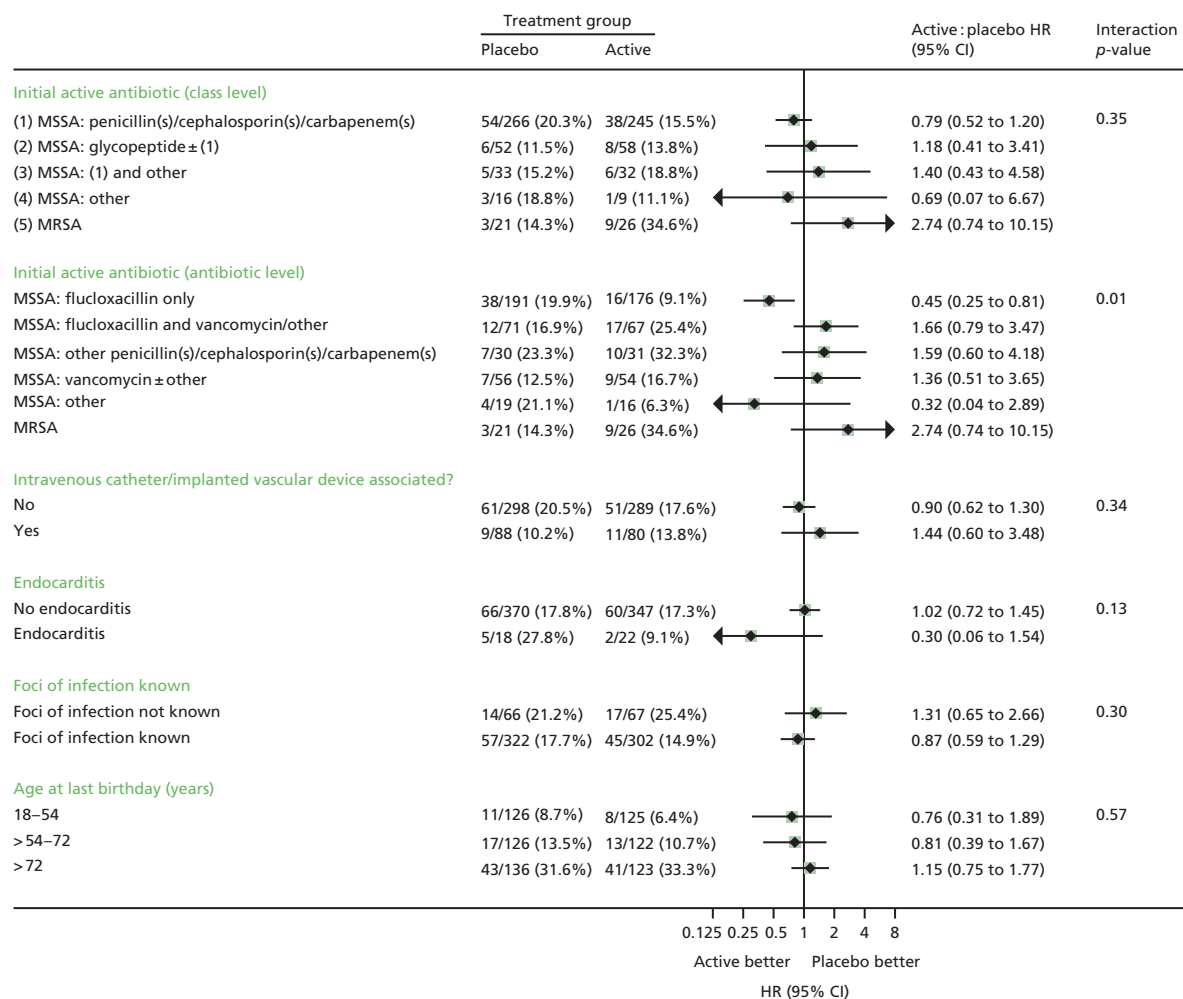 Treatment group
Placebo Active Active : placebo HR (95% CI) Interaction p-value
Initial active antibiotic (class level)
(1) MSSA: penicillin(s)/cephalosporin(s)/carbapenem(s) 54/266 (20.3%) 38/245 (15.5%) 0.79 (0.52 to 1.20) 0.35
(2) MSSA: glycopeptide ± (1) 6/52 (11.5%) 8/58 (13.8%) 1.18 (0.41 to 3.41)
(3) MSSA: (1) and other 5/33 (15.2%) 6/32 (18.8%) 1.40 (0.43 to 4.58)
(4) MSSA: other 3/16 (18.8%) 1/9 (11.1%) 0.69 (0.07 to 6.67)
(5) MRSA 3/21 (14.3%) 9/26 (34.6%) 2.74 (0.74 to 10.15)
Initial active antibiotic (antibiotic level)
MSSA: flucloxacillin only 38/191 (19.9%) 16/176 (9.1%) 0.45 (0.25 to 0.81) 0.01
MSSA: flucloxacillin and vancomycin/other 12/71 (16.9%) 17/67 (25.4%) 1.66 (0.79 to 3.47)
MSSA: other penicillin(s)/cephalosporin(s)/carbapenem(s) 7/30 (23.3%) 10/31 (32.3%) 1.59 (0.60 to 4.18)
MSSA: vancomycin ± other 7/56 (12.5%) 9/54 (16.7%) 1.36 (0.51 to 3.65)
MSSA: other 4/19 (21.1%) 1/16 (6.3%) 0.32 (0.04 to 2.89)
MRSA 3/21 (14.3%) 9/26 (34.6%) 2.74 (0.74 to 10.15)
Intravenous catheter/implanted vascular device associated?
No 61/298 (20.5%) 51/289 (17.6%) 0.90 (0.62 to 1.30) 0.34
Yes 9/88 (10.2%) 11/80 (13.8%) 1.44 (0.60 to 3.48)
Endocarditis
No endocarditis 66/370 (17.8%) 60/347 (17.3%) 1.02 (0.72 to 1.45) 0.13
Endocarditis 5/18 (27.8%) 2/22 (9.1%) 0.30 (0.06 to 1.54)
Foci of infection known
Foci of infection not known 14/66 (21.2%) 17/67 (25.4%) 1.31 (0.65 to 2.66) 0.30
Foci of infection known 57/322 (17.7%) 45/302 (14.9%) 0.87 (0.59 to 1.29)
Age at last birthday (years)
18–54 11/126 (8.7%) 8/125 (6.4%) 0.76 (0.31 to 1.89) 0.57
> 54–72 17/126 (13.5%) 13/122 (10.7%) 0.81 (0.39 to 1.67)
> 72 43/136 (31.6%) 41/123 (33.3%) 1.15 (0.75 to 1.77)
0.125 0.25 0.5 1 2 4 8
Active better Placebo better
HR (95% CI)